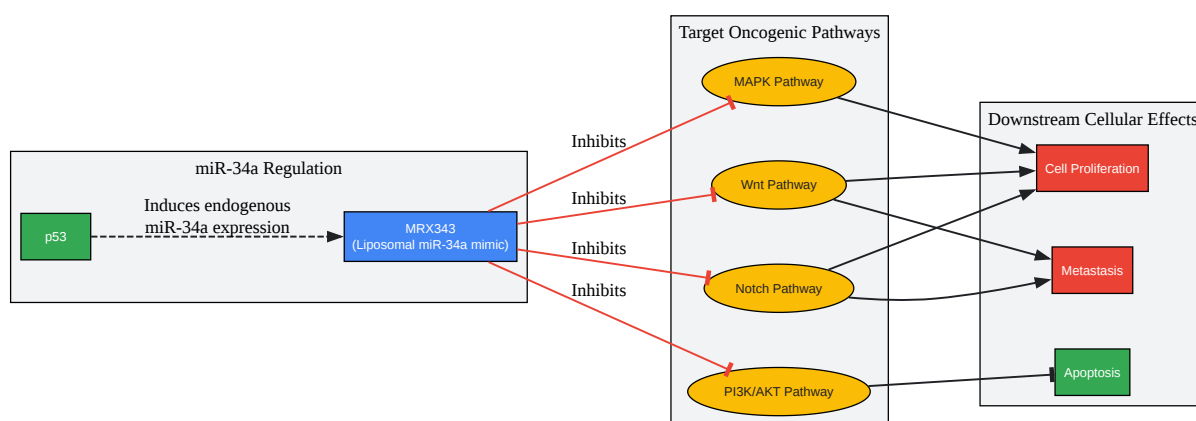 miR-34a Regulation
p53
Induces endogenous
miR-34a expression
MRX343
(Liposomal miR-34a mimic)
Inhibits
Inhibits
Inhibits
Inhibits
Target Oncogenic Pathways
MAPK Pathway
Wnt Pathway
Notch Pathway
PI3K/AKT Pathway
Downstream Cellular Effects
Cell Proliferation
Metastasis
Apoptosis